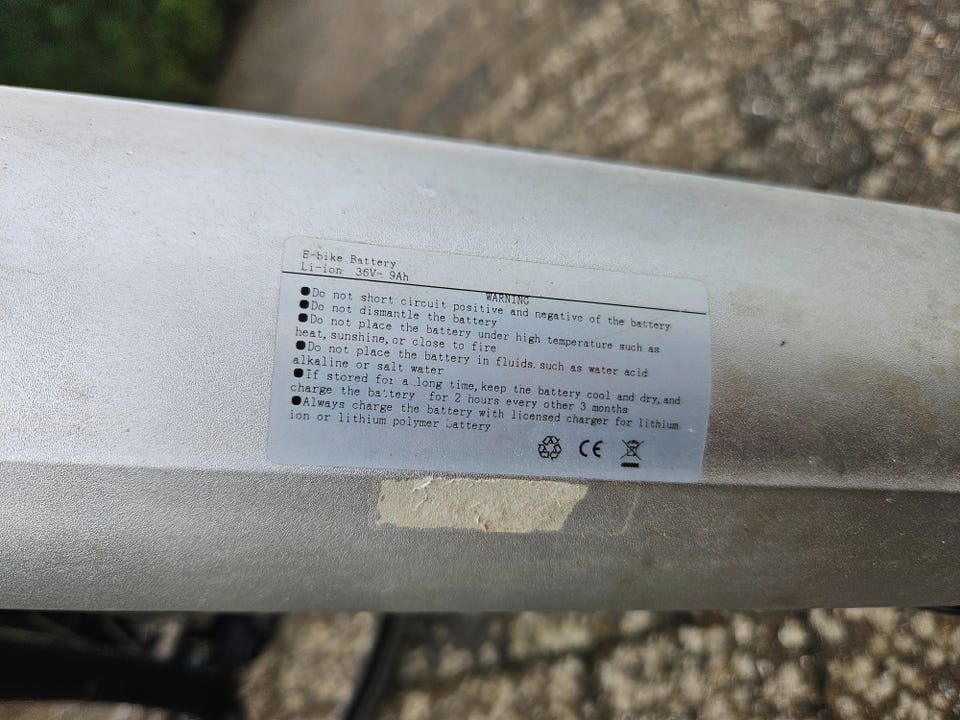 E-bike Battery
Li-ion 36V- 9Ah
WARNING
●Do not short circuit positive and negative of the battery
●Do not dismantle the battery
●Do not place the battery under high temperature such as
heat, sunshine, or close to fire
●Do not place the battery in fluids. such as water acid
alkaline or salt water
●If stored for a long time, keep the battery cool and dry, and
charge the battery for 2 hours every other 3 months
●Always charge the battery with licensed charger for lithium
ion or lithium polymer battery
CE